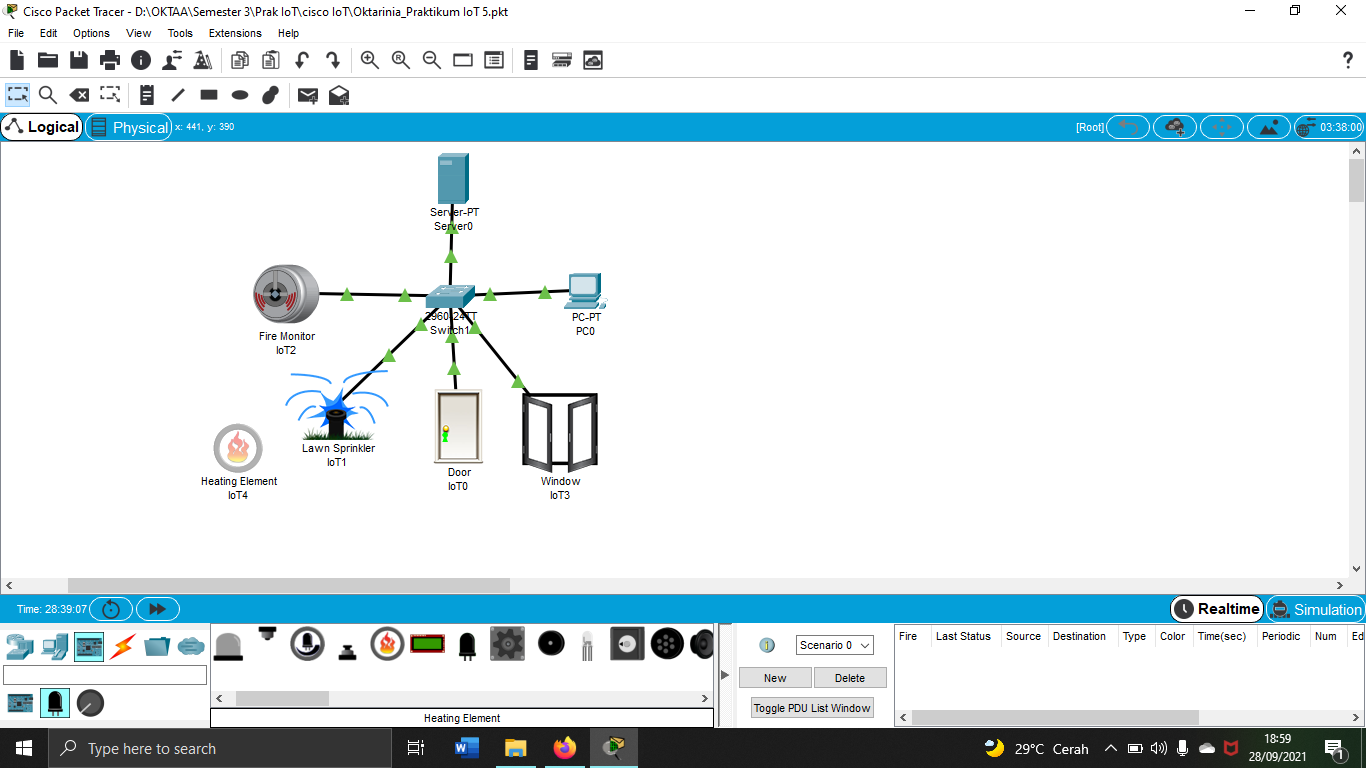 Cisco Packet Tracer - D:\OKTAA\Semester 3\Prak IoT\cisco IoT\Oktarinia_Praktikum IoT 5.pkt
File Edit Options View Tools Extensions Help
Logical Physical x: 441, y: 390 [Root] 03:38:00
Server-PT
Server0
2960-24TT
Switch1
PC-PT
PC0
Fire Monitor
IoT2
Lawn Sprinkler
IoT1
Heating Element
IoT4
Door
IoT0
Window
IoT3
Time: 28:39:07 Realtime Simulation
Scenario 0
New Delete
Toggle PDU List Window
Fire Last Status Source Destination Type Color Time(sec) Periodic Num Ed
Heating Element
Type here to search
29°C Cerah
18:59
28/09/2021
1